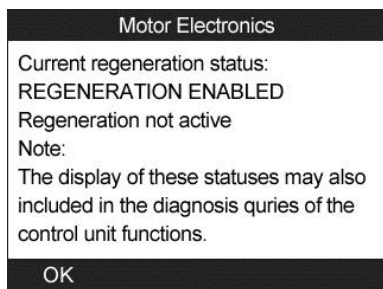 Motor Electronics
Current regeneration status:
REGENERATION ENABLED
Regeneration not active
Note:
The display of these statuses may also
included in the diagnosis quries of the
control unit functions.
OK